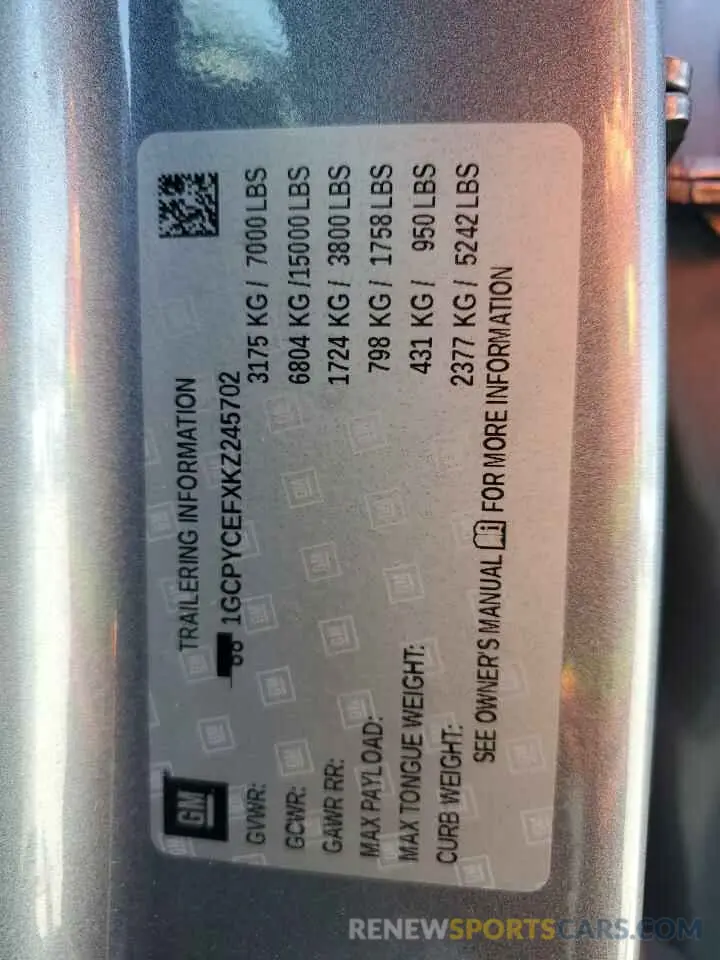 GM
TRAILERING INFORMATION
1GCPYCEFXKZ245702
GVWR: 3175 KG / 7000 LBS
GCWR: 6804 KG /15000 LBS
GAWR RR: 1724 KG / 3800 LBS
MAX PAYLOAD: 798 KG / 1758 LBS
MAX TONGUE WEIGHT: 431 KG / 950 LBS
CURB WEIGHT: 2377 KG / 5242 LBS
SEE OWNER'S MANUAL FOR MORE INFORMATION
RENEWSPORTSCARS.COM